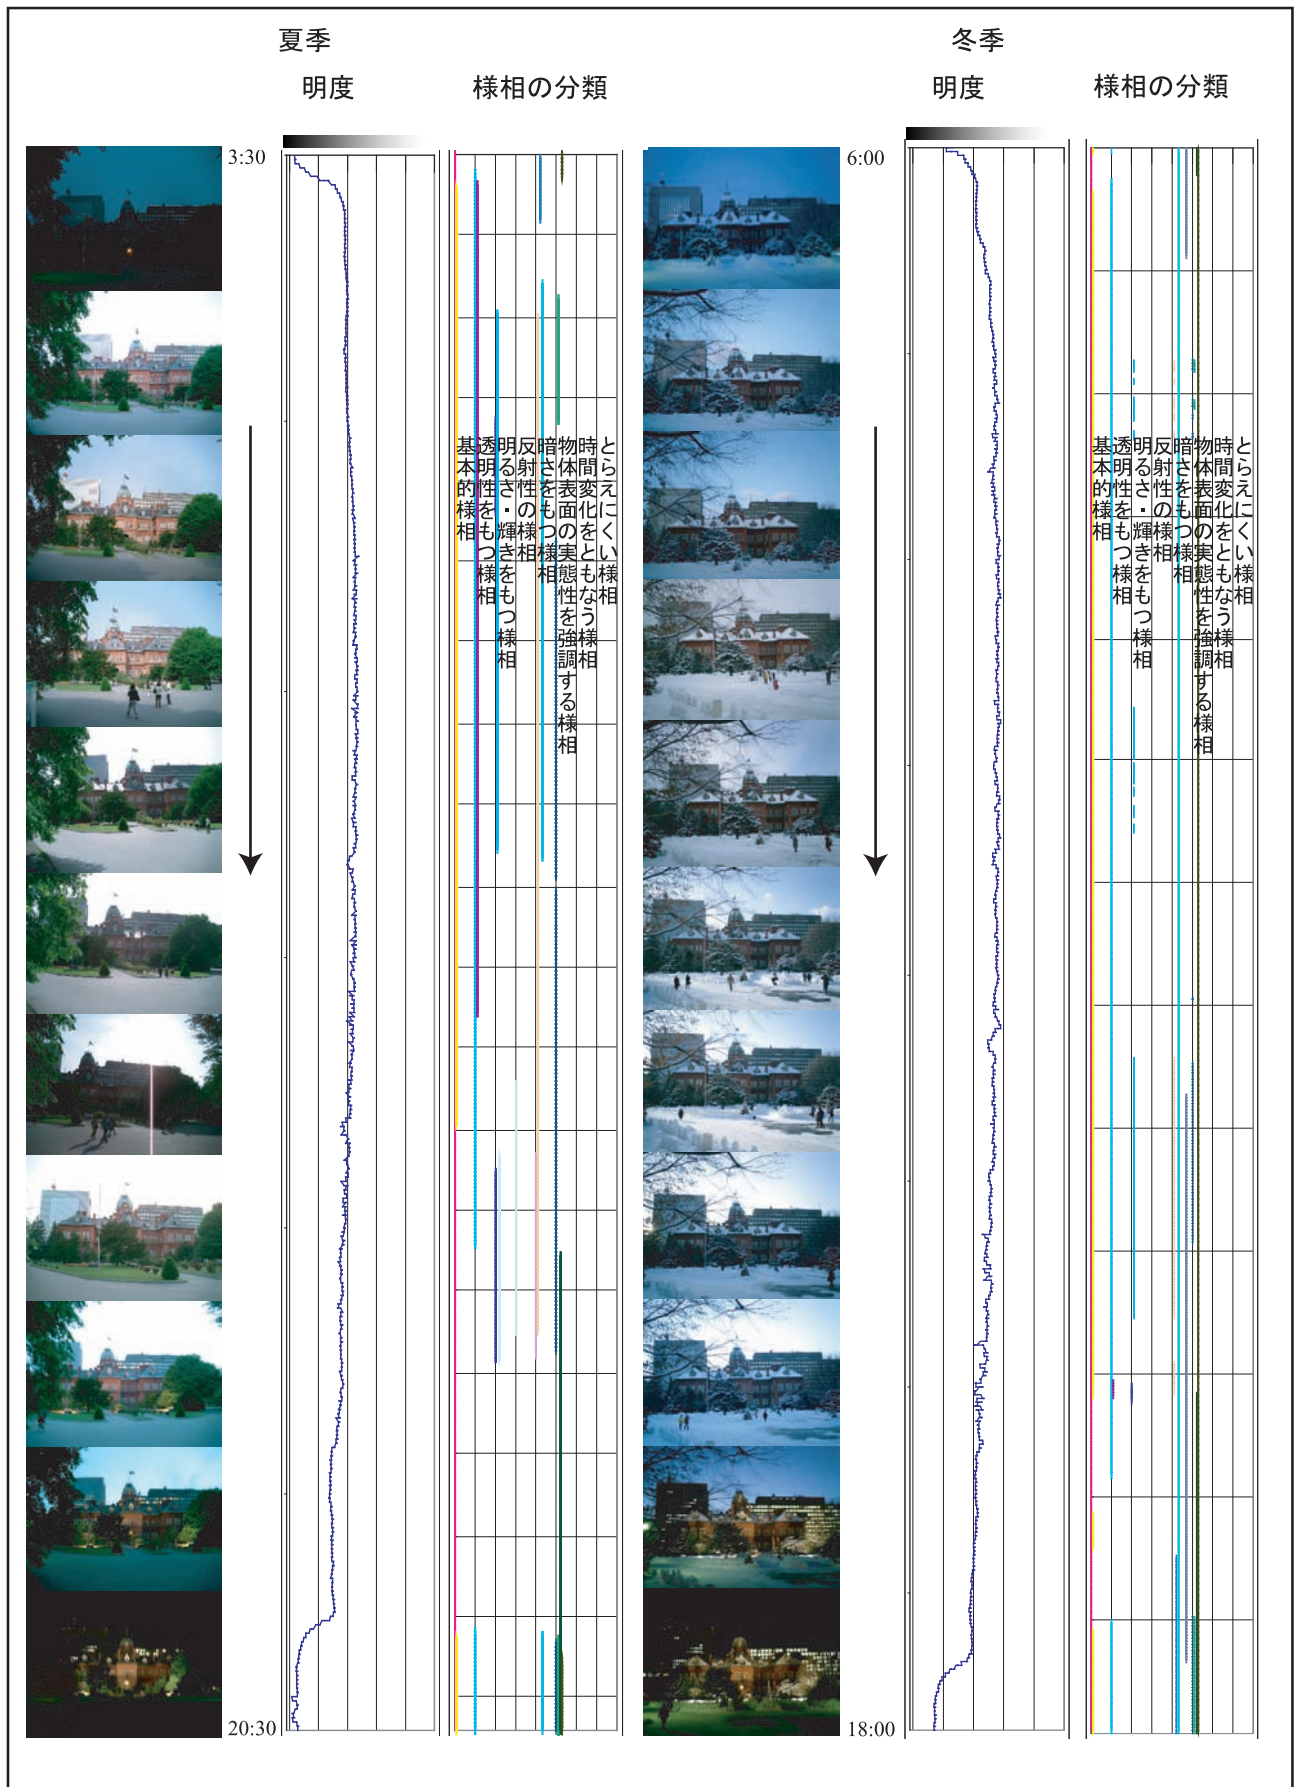 夏季
明度
様相の分類
3:30
基本的様相
透明性をもつ様相
明るさ・輝きをもつ様相
反射性の様相
暗さをもつ様相
物体表面の実態性を強調する様相
時間変化をともなう様相
とらえにくい様相
20:30
冬季
明度
様相の分類
6:00
基本的様相
透明性をもつ様相
明るさ・輝きをもつ様相
反射性の様相
暗さをもつ様相
物体表面の実態性を強調する様相
時間変化をともなう様相
とらえにくい様相
18:00